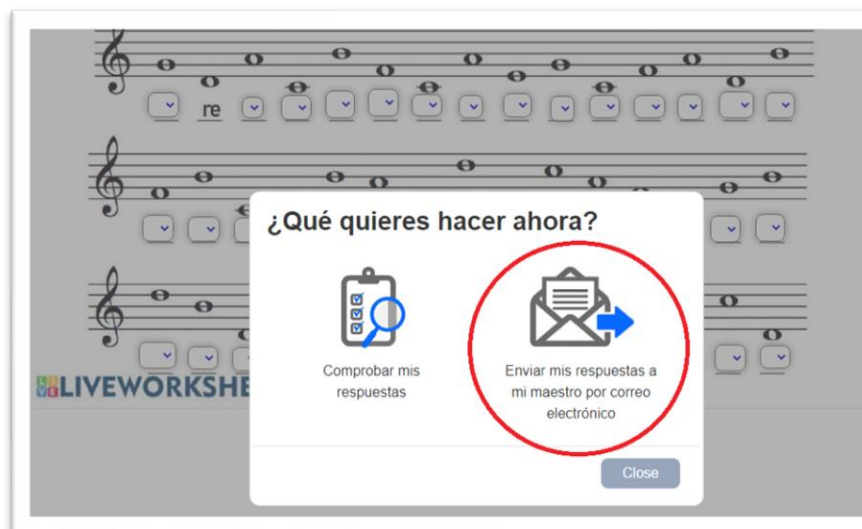 re
¿Qué quieres hacer ahora?
Comprobar mis
respuestas
Enviar mis respuestas a
mi maestro por correo
electrónico
LIVEWORKSHE
Close